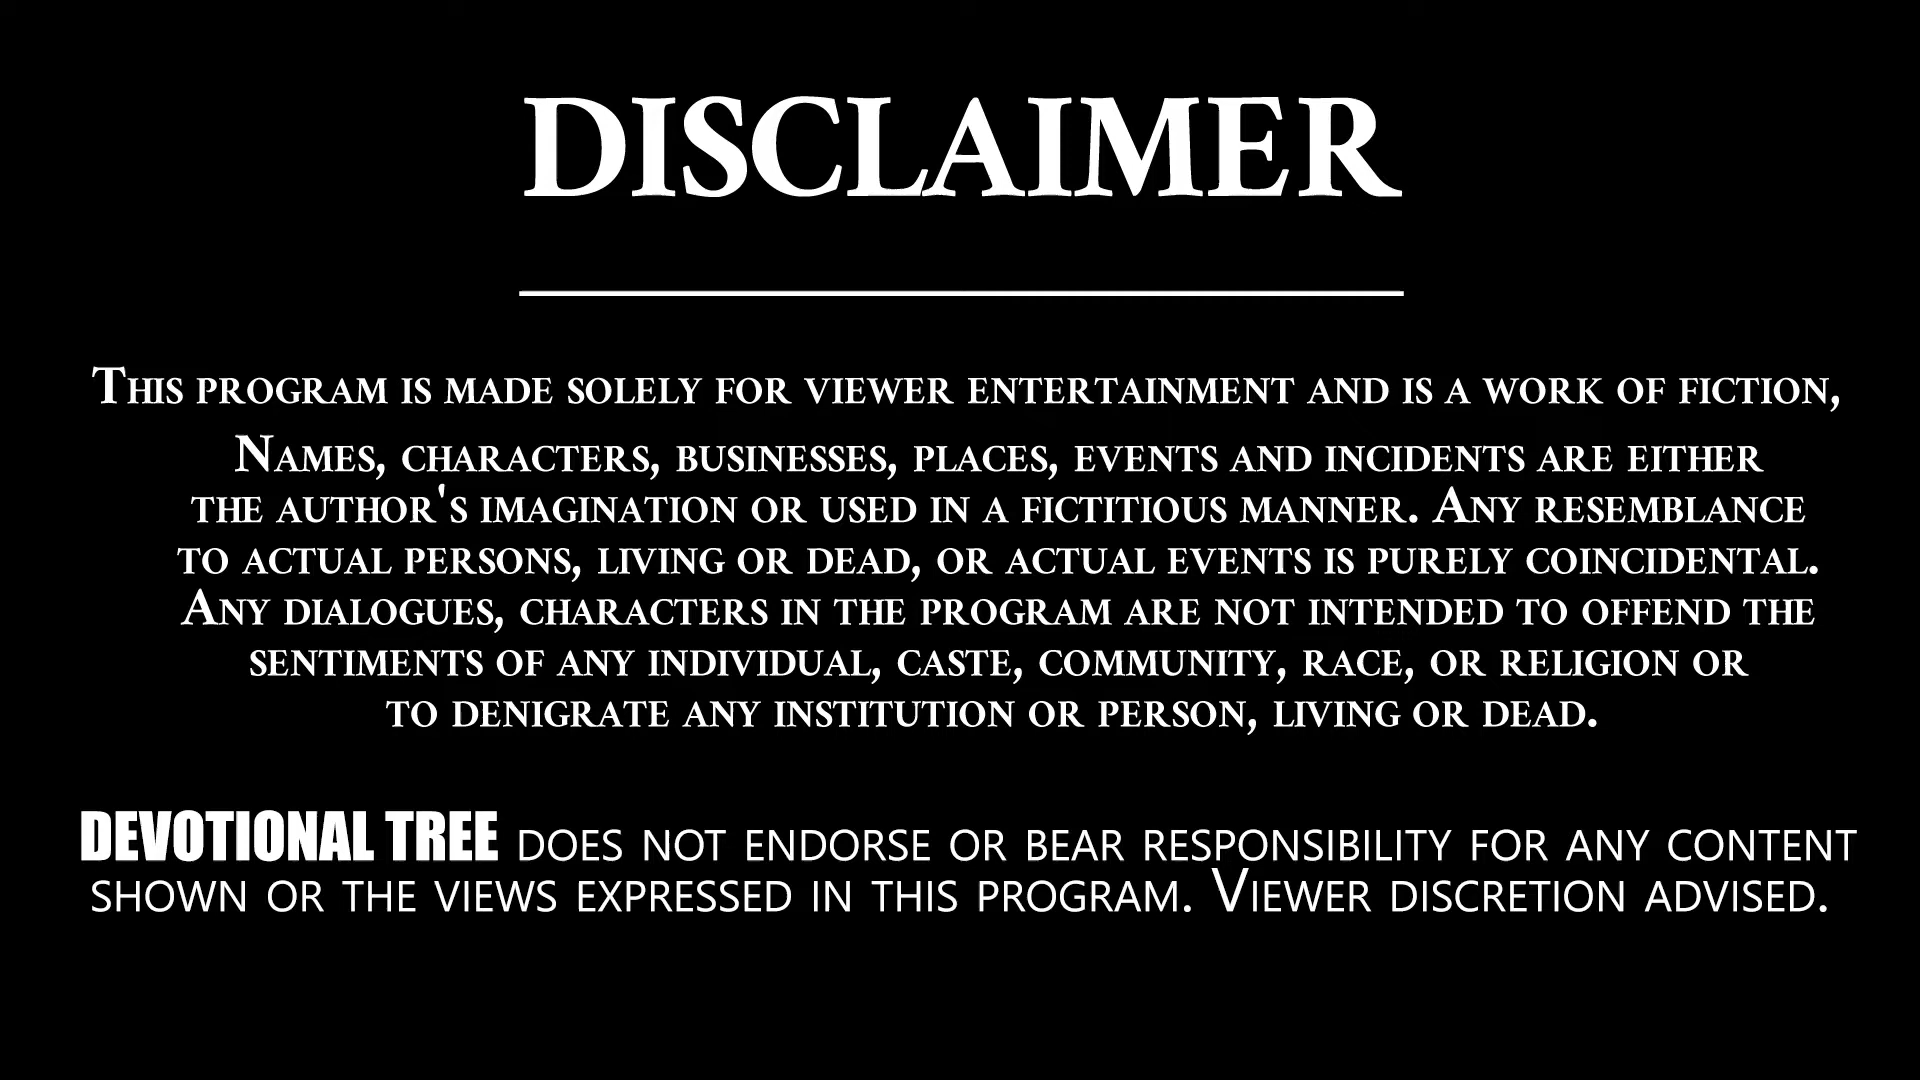 DISCLAIMER
This program is made solely for viewer entertainment and is a work of fiction,
Names, characters, businesses, places, events and incidents are either
the author's imagination or used in a fictitious manner. Any resemblance
to actual persons, living or dead, or actual events is purely coincidental.
Any dialogues, characters in the program are not intended to offend the
sentiments of any individual, caste, community, race, or religion or
to denigrate any institution or person, living or dead.
DEVOTIONAL TREE does not endorse or bear responsibility for any content
shown or the views expressed in this program. Viewer discretion advised.